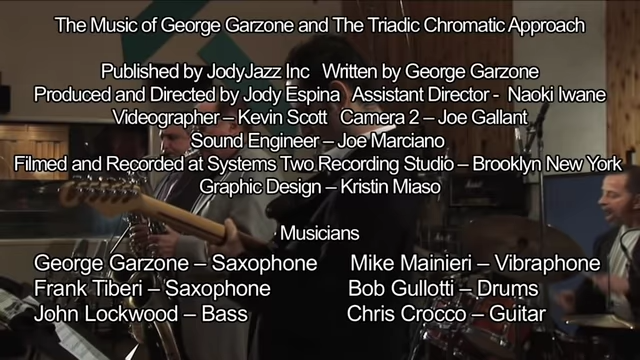 The Music of George Garzone and The Triadic Chromatic Approach
Published by JodyJazz Inc Written by George Garzone
Produced and Directed by Jody Espina Assistant Director - Naoki Iwane
Videographer – Kevin Scott Camera 2 – Joe Gallant
Sound Engineer – Joe Marciano
Filmed and Recorded at Systems Two Recording Studio – Brooklyn New York
Graphic Design – Kristin Miaso
Musicians
George Garzone – Saxophone Mike Mainieri – Vibraphone
Frank Tiberi – Saxophone Bob Gullotti – Drums
John Lockwood – Bass Chris Crocco – Guitar